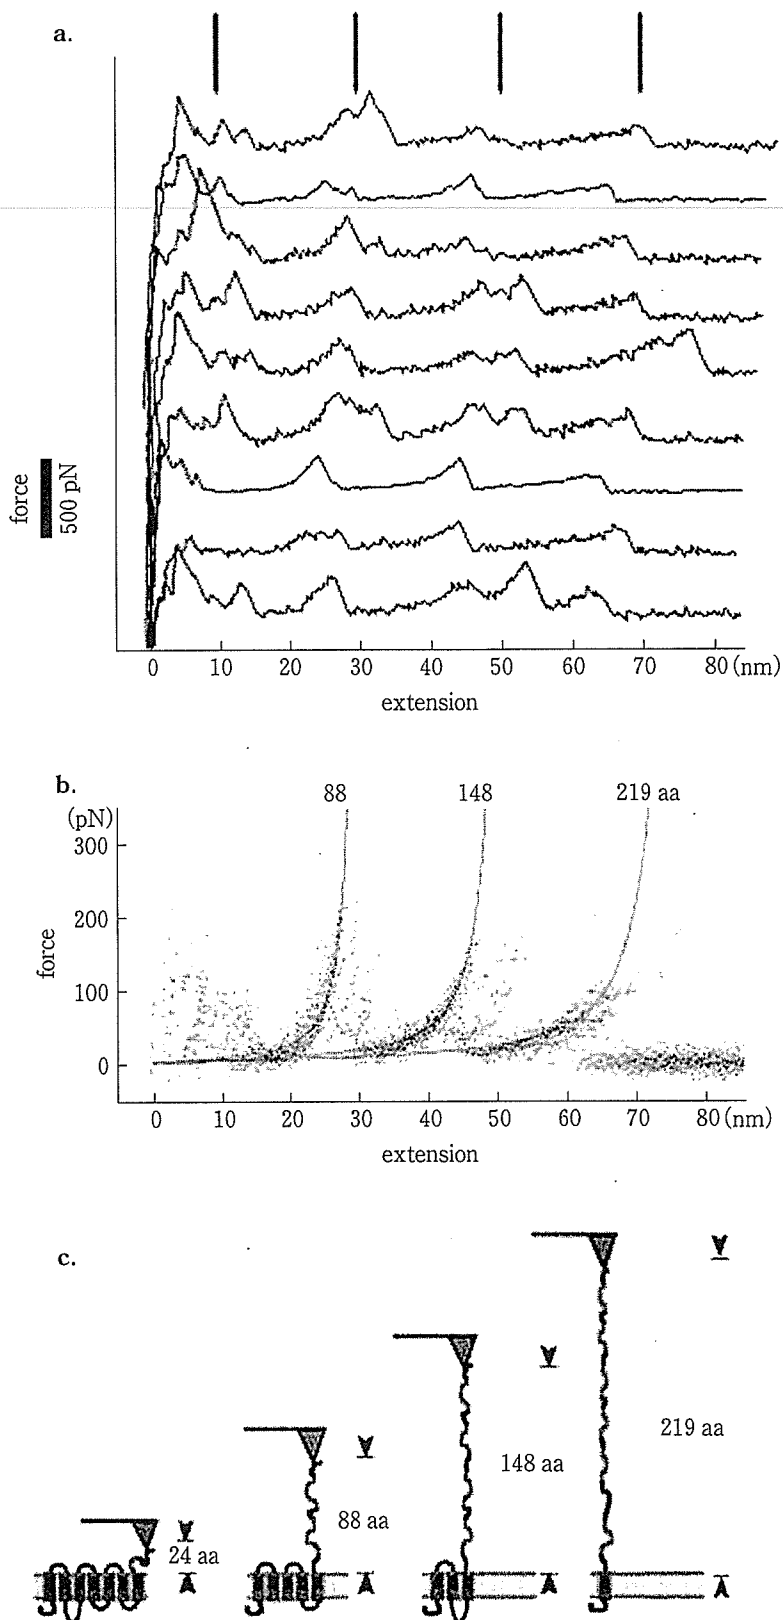 a.
force
500 pN
0 10 20 30 40 50 60 70 80 (nm)
extension
b.
88 148 219 aa
(pN)
300
200
100
0
force
0 10 20 30 40 50 60 70 80 (nm)
extension
c.
24 aa
88 aa
148 aa
219 aa